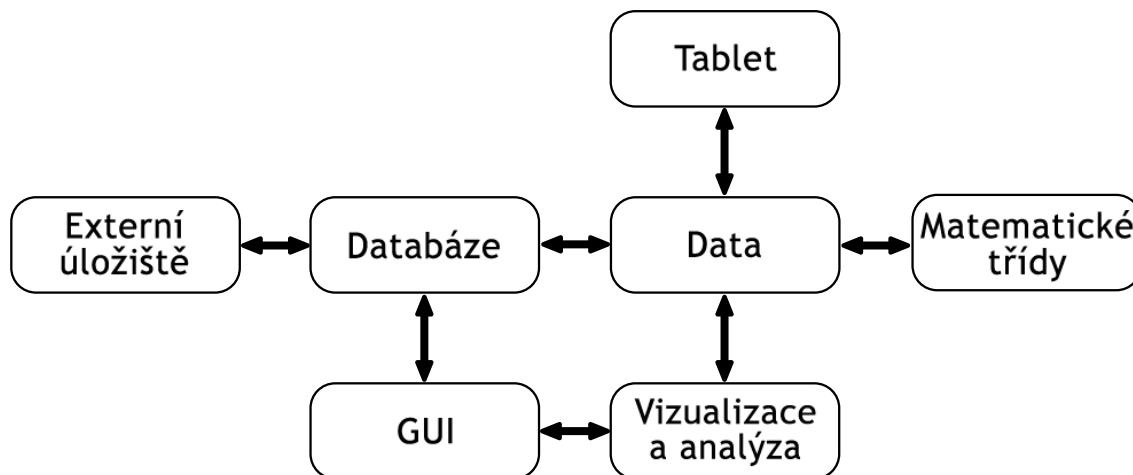 Tablet
Externí
úložiště
Databáze
Data
Matematické
třídy
GUI
Vizualizace
a analýza